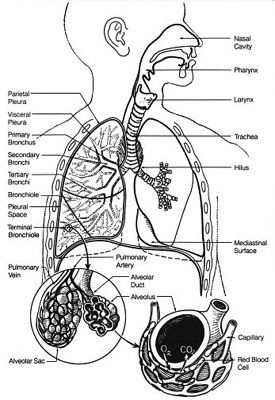 Nasal
Cavity
Pharynx
Larynx
Parietal
Pleura
Visceral
Pleura
Primary
Bronchus
Trachea
Secondary
Bronchi
Hilus
Tertiary
Bronchi
Bronchiole
Pleural
Space
Terminal
Bronchiole
Mediastinal
Surface
Pulmonary
Artery
Pulmonary
Vein
Alveolar
Duct
Alveolus
Capillary
O₂ CO₂
Red Blood
Cell
Alveolar Sac